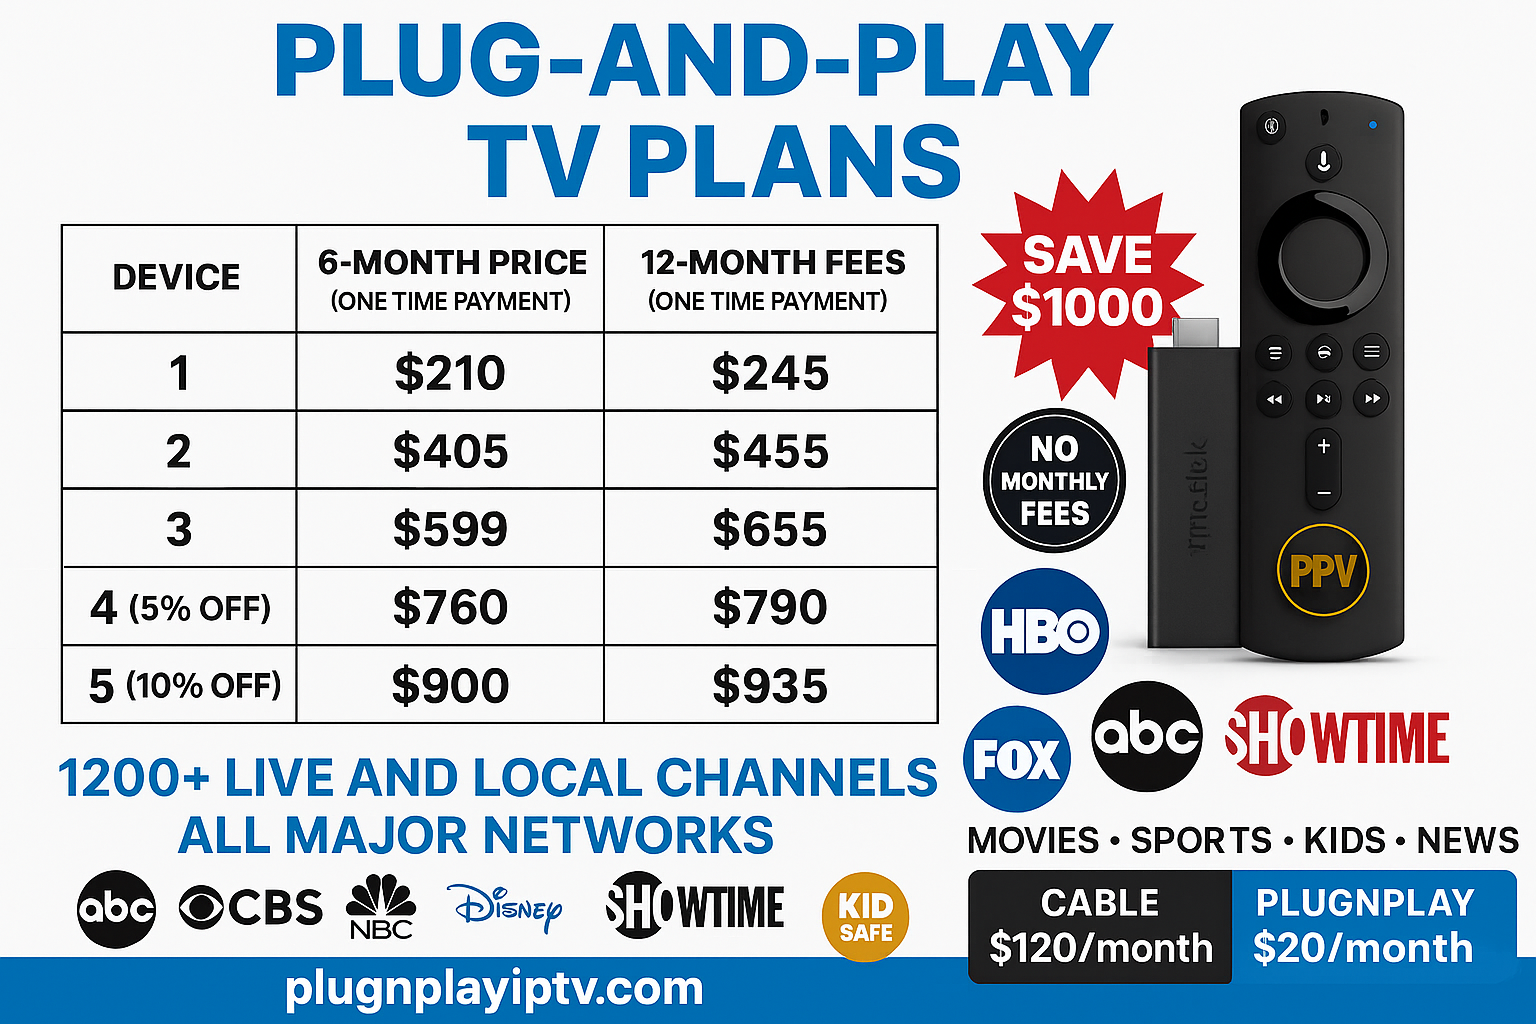 PLUG-AND-PLAY
TV PLANS
DEVICE
6-MONTH PRICE
(ONE TIME PAYMENT)
12-MONTH FEES
(ONE TIME PAYMENT)
1 $210 $245
2 $405 $455
3 $599 $655
4 (5% OFF) $760 $790
5 (10% OFF) $900 $935
SAVE
$1000
NO
MONTHLY
FEES
PPV
HBO
FOX
abc
SHOWTIME
1200+ LIVE AND LOCAL CHANNELS
ALL MAJOR NETWORKS
abc
CBS
NBC
Disney
SHOWTIME
KID
SAFE
MOVIES • SPORTS • KIDS • NEWS
CABLE
$120/month
PLUGNPLAY
$20/month
plugnplayiptv.com